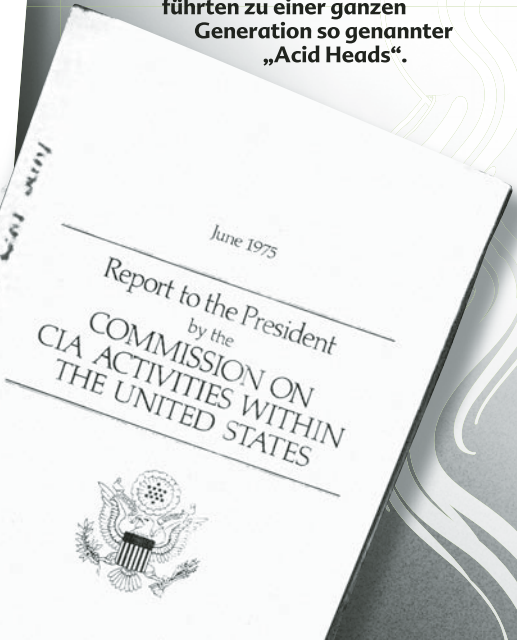 führten zu einer ganzen
Generation so genannter
„Acid Heads“.
June 1975
Report to the President
by the
COMMISSION ON
CIA ACTIVITIES WITHIN
THE UNITED STATES